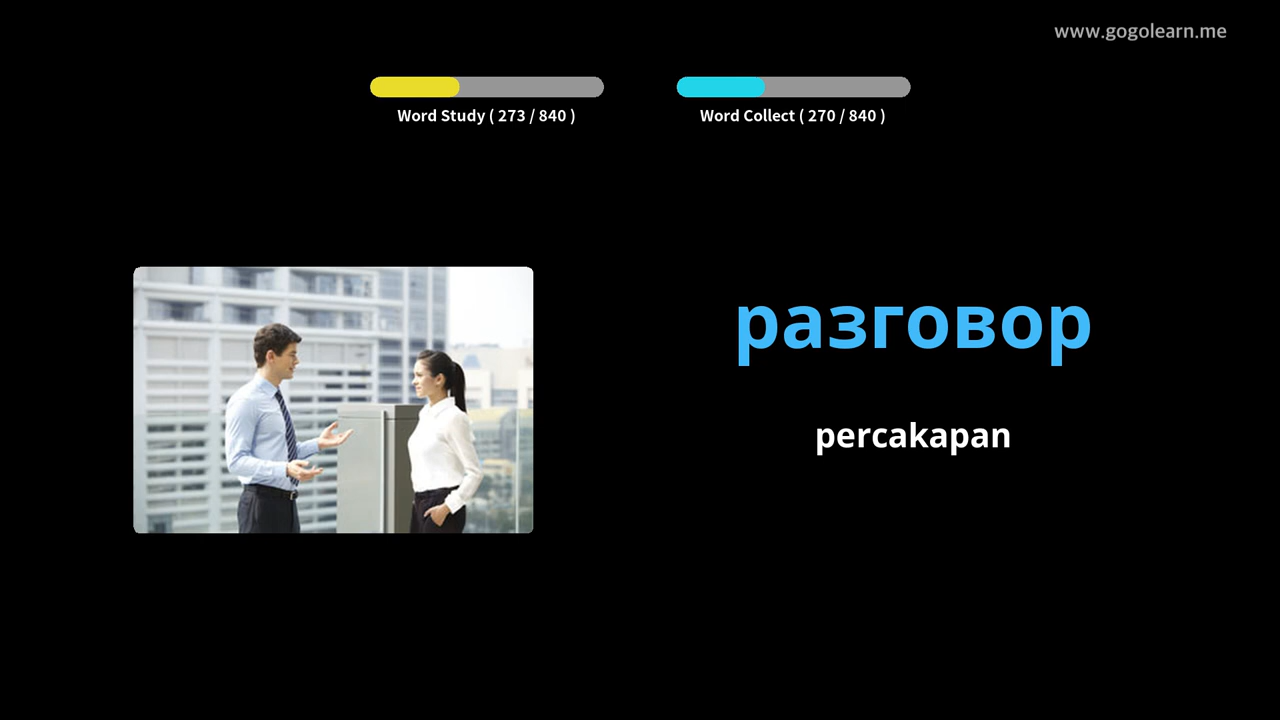 www.gogolearn.me
Word Study ( 273 / 840 )
Word Collect ( 270 / 840 )
разговор
percakapan